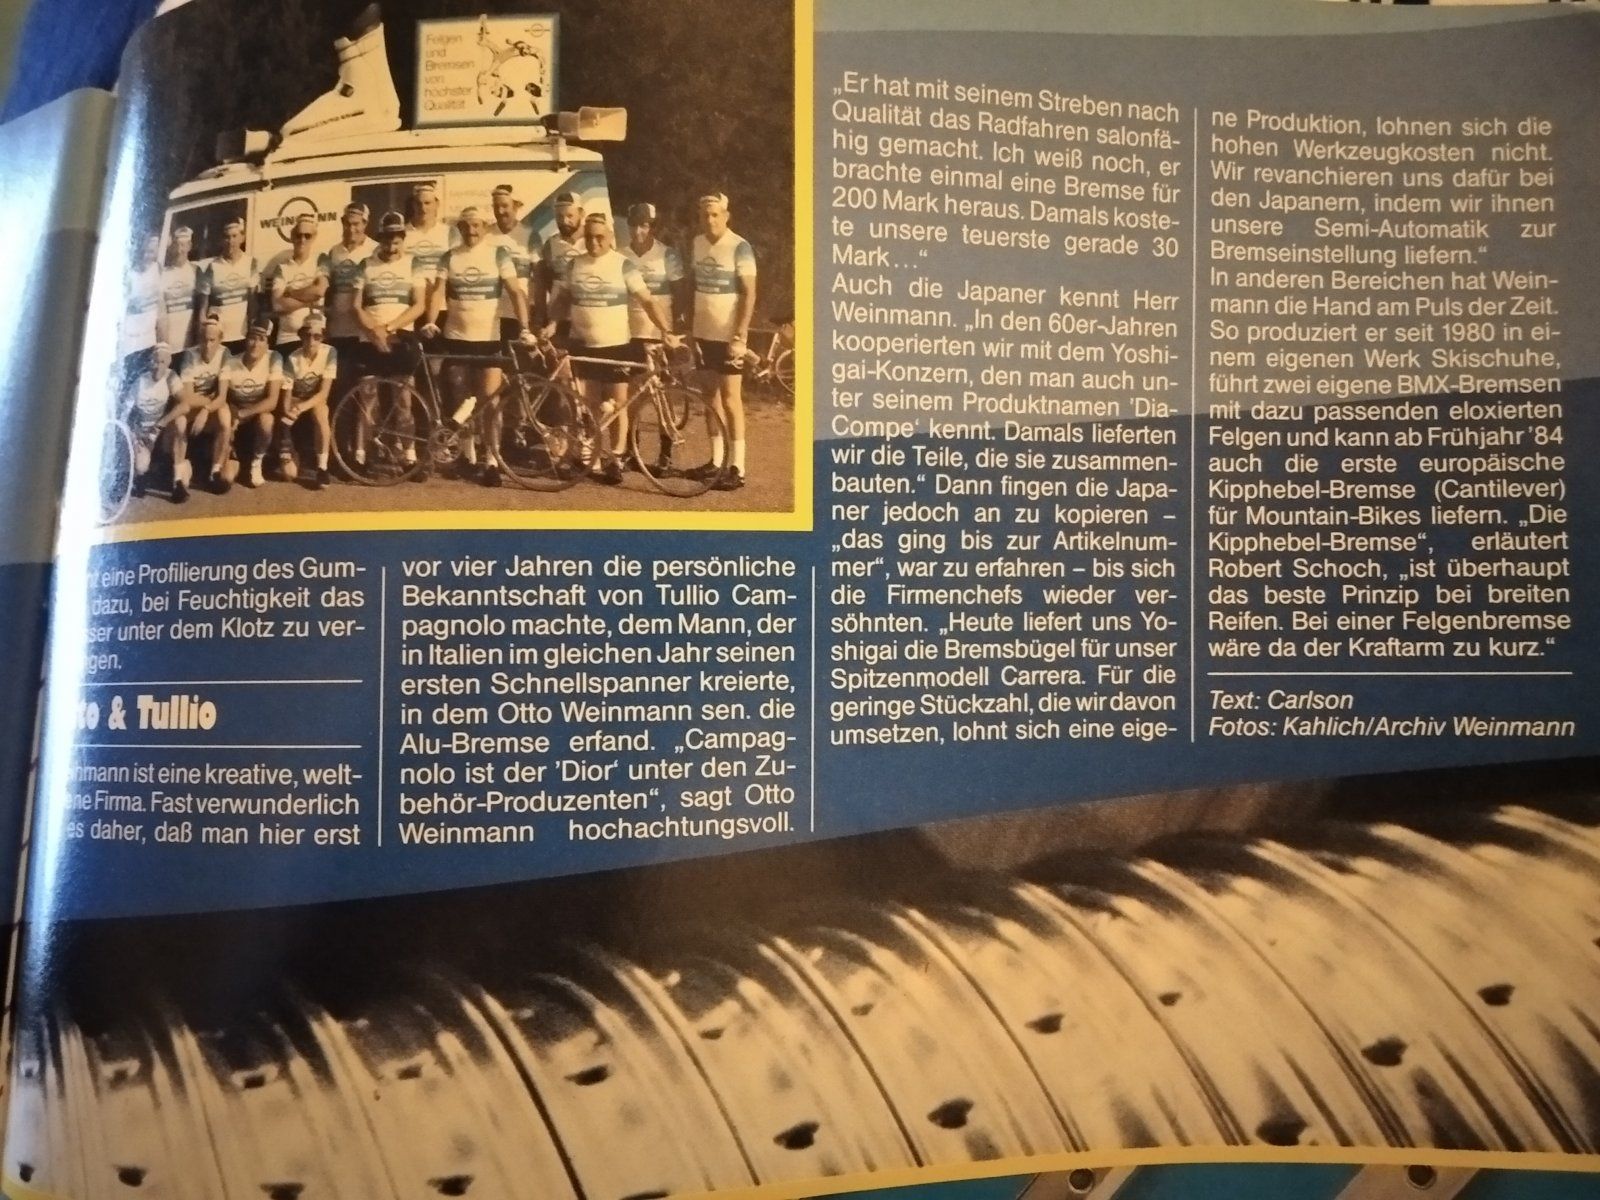 Felgen
und
Bremsen
von
höchster
Qualität
WEINMANN
eine Profilierung des Gum-
dazu, bei Feuchtigkeit das
unter dem Klotz zu ver-
& Tullio
ist eine kreative, welt-
Firma. Fast verwunderlich
daher, daß man hier erst
vor vier Jahren die persönliche
Bekanntschaft von Tullio Cam-
pagnolo machte, dem Mann, der
in Italien im gleichen Jahr seinen
ersten Schnellspanner kreierte,
in dem Otto Weinmann sen. die
Alu-Bremse erfand. „Campag-
nolo ist der 'Dior' unter den Zu-
behör-Produzenten“, sagt Otto
Weinmann hochachtungsvoll.
„Er hat mit seinem Streben nach
Qualität das Radfahren salonfä-
hig gemacht. Ich weiß noch, er
brachte einmal eine Bremse für
200 Mark heraus. Damals koste-
te unsere teuerste gerade 30
Mark...“
Auch die Japaner kennt Herr
Weinmann. „In den 60er-Jahren
kooperierten wir mit dem Yoshi-
gai-Konzern, den man auch un-
ter seinem Produktnamen 'Dia-
Compe' kennt. Damals lieferten
wir die Teile, die sie zusammen-
bauten.“ Dann fingen die Japa-
ner jedoch an zu kopieren –
„das ging bis zur Artikelnum-
mer“, war zu erfahren – bis sich
die Firmenchefs wieder ver-
söhnten. „Heute liefert uns Yo-
shigai die Bremsbügel für unser
Spitzenmodell Carrera. Für die
geringe Stückzahl, die wir davon
umsetzen, lohnt sich eine eige-
ne Produktion, lohnen sich die
hohen Werkzeugkosten nicht.
Wir revanchieren uns dafür bei
den Japanern, indem wir ihnen
unsere Semi-Automatik zur
Bremseinstellung liefern.“
In anderen Bereichen hat Wein-
mann die Hand am Puls der Zeit.
So produziert er seit 1980 in ei-
nem eigenen Werk Skischuhe,
führt zwei eigene BMX-Bremsen
mit dazu passenden eloxierten
Felgen und kann ab Frühjahr '84
auch die erste europäische
Kipphebel-Bremse (Cantilever)
für Mountain-Bikes liefern. „Die
Kipphebel-Bremse“, erläutert
Robert Schoch, „ist überhaupt
das beste Prinzip bei breiten
Reifen. Bei einer Felgenbremse
wäre da der Kraftarm zu kurz.“
Text: Carlson
Fotos: Kahlich/Archiv Weinmann